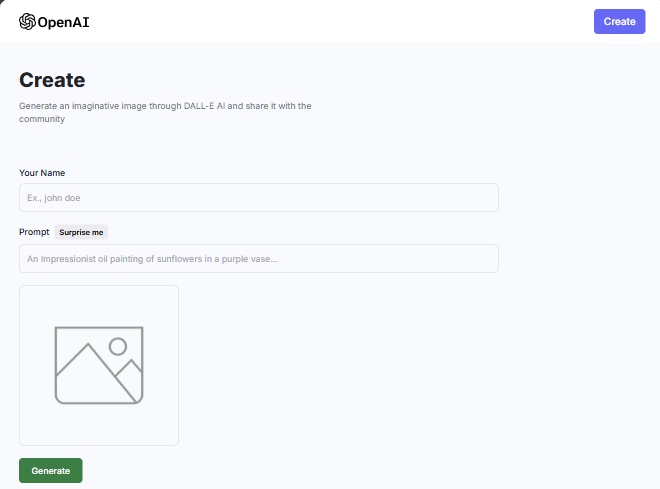 OpenAI
Create
Create
Generate an imaginative image through DALL-E AI and share it with the
community
Your Name
Ex., john doe
Prompt Surprise me
An Impressionist oil painting of sunflowers in a purple vase...
Generate